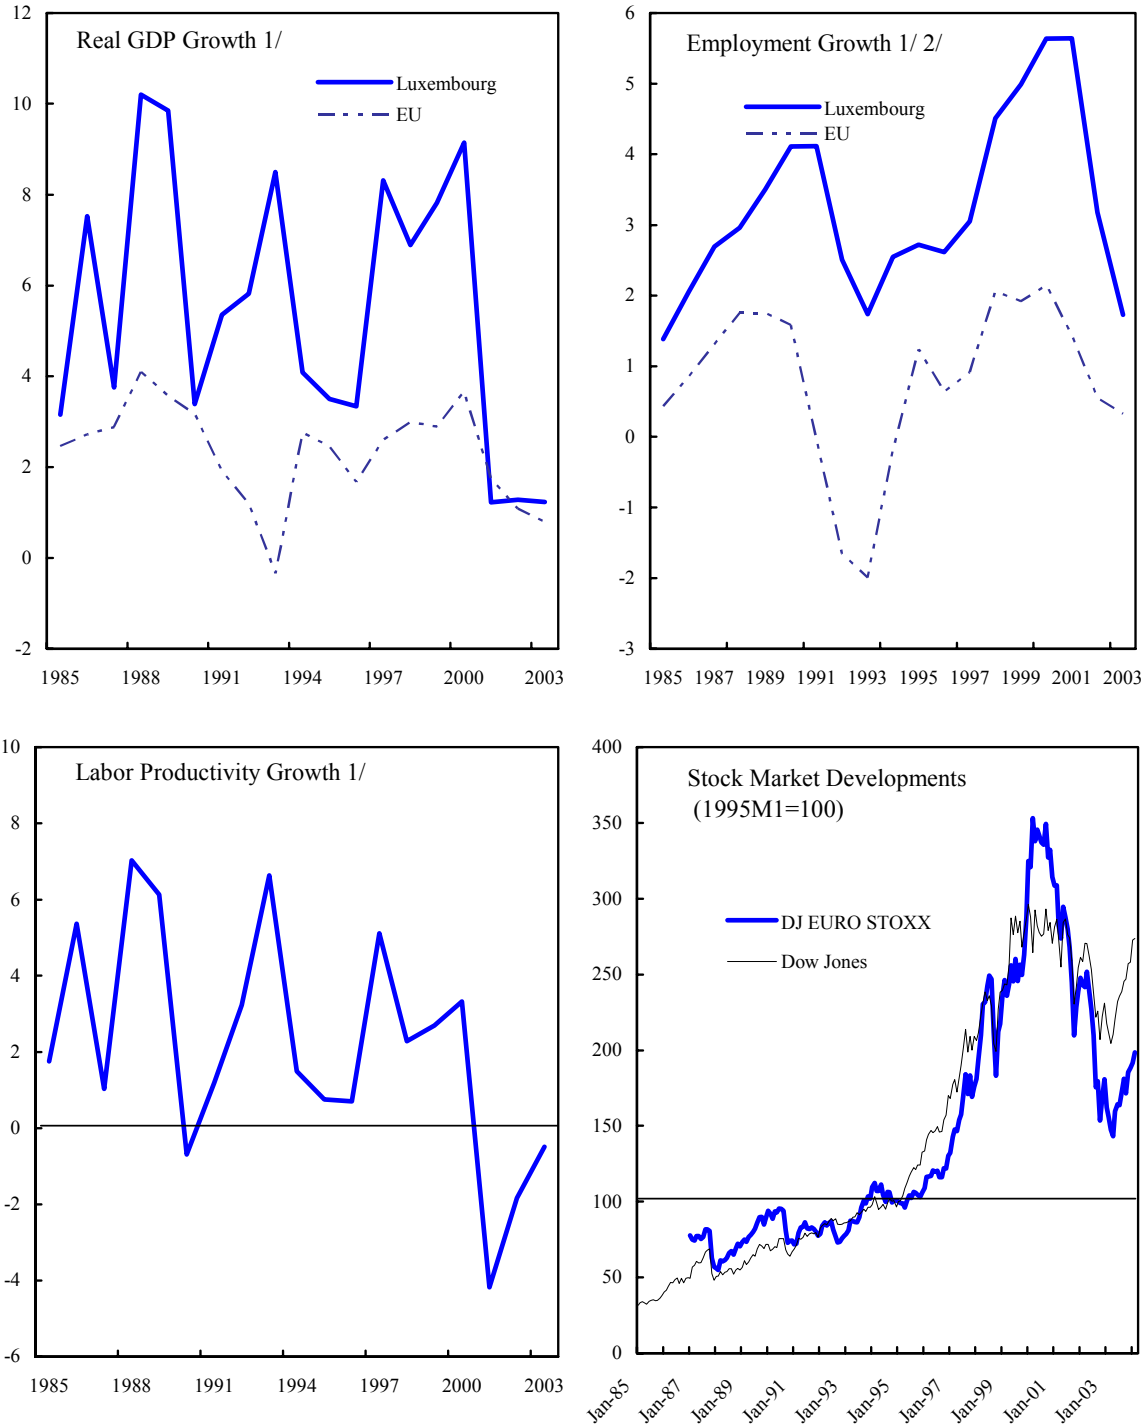 Real GDP Growth 1/
Luxembourg
EU
12
10
8
6
4
2
0
-2
1985 1988 1991 1994 1997 2000 2003
Employment Growth 1/ 2/
Luxembourg
EU
6
5
4
3
2
1
0
-1
-2
-3
1985 1987 1989 1991 1993 1995 1997 1999 2001 2003
Labor Productivity Growth 1/
10
8
6
4
2
0
-2
-4
-6
1985 1988 1991 1994 1997 2000 2003
Stock Market Developments
(1995M1=100)
DJ EURO STOXX
Dow Jones
400
350
300
250
200
150
100
50
0
Jan-85 Jan-87 Jan-89 Jan-91 Jan-93 Jan-95 Jan-97 Jan-99 Jan-01 Jan-03